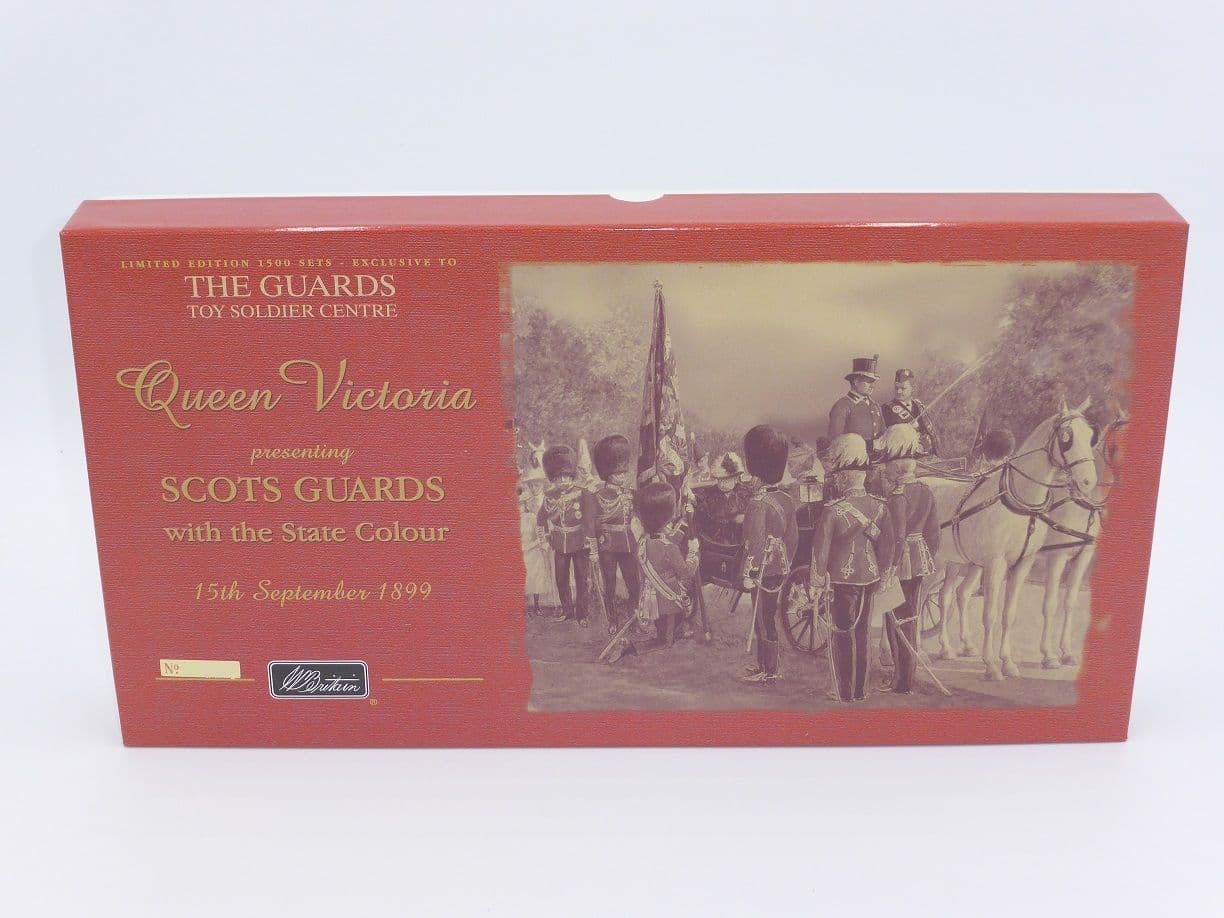 LIMITED EDITION 1500 SETS - EXCLUSIVE TO
THE GUARDS
TOY SOLDIER CENTRE
Queen Victoria
presenting
SCOTS GUARDS
with the State Colour
15th September 1899
Nº
W Britain ®